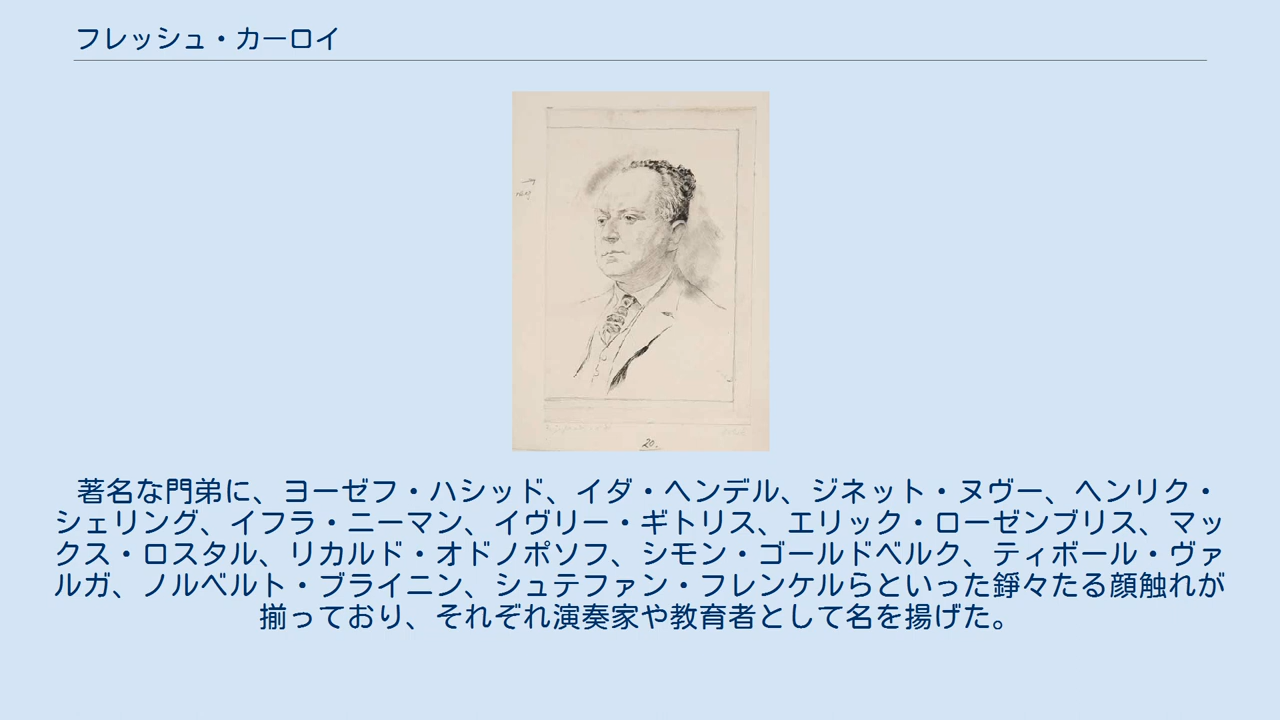 フレッシュ・カーロイ
20.
著名な門弟に、ヨーゼフ・ハシッド、イダ・ヘンデル、ジネット・ヌヴー、ヘンリク・
シェリング、イフラ・ニーマン、イヴリー・ギトリス、エリック・ローゼンブリス、マッ
クス・ロスタル、リカルド・オドノポソフ、シモン・ゴールドベルク、ティボール・ヴァ
ルガ、ノルベルト・ブライニン、シュテファン・フレンケルらといった錚々たる顔触れが
揃っており、それぞれ演奏家や教育者として名を揚げた。